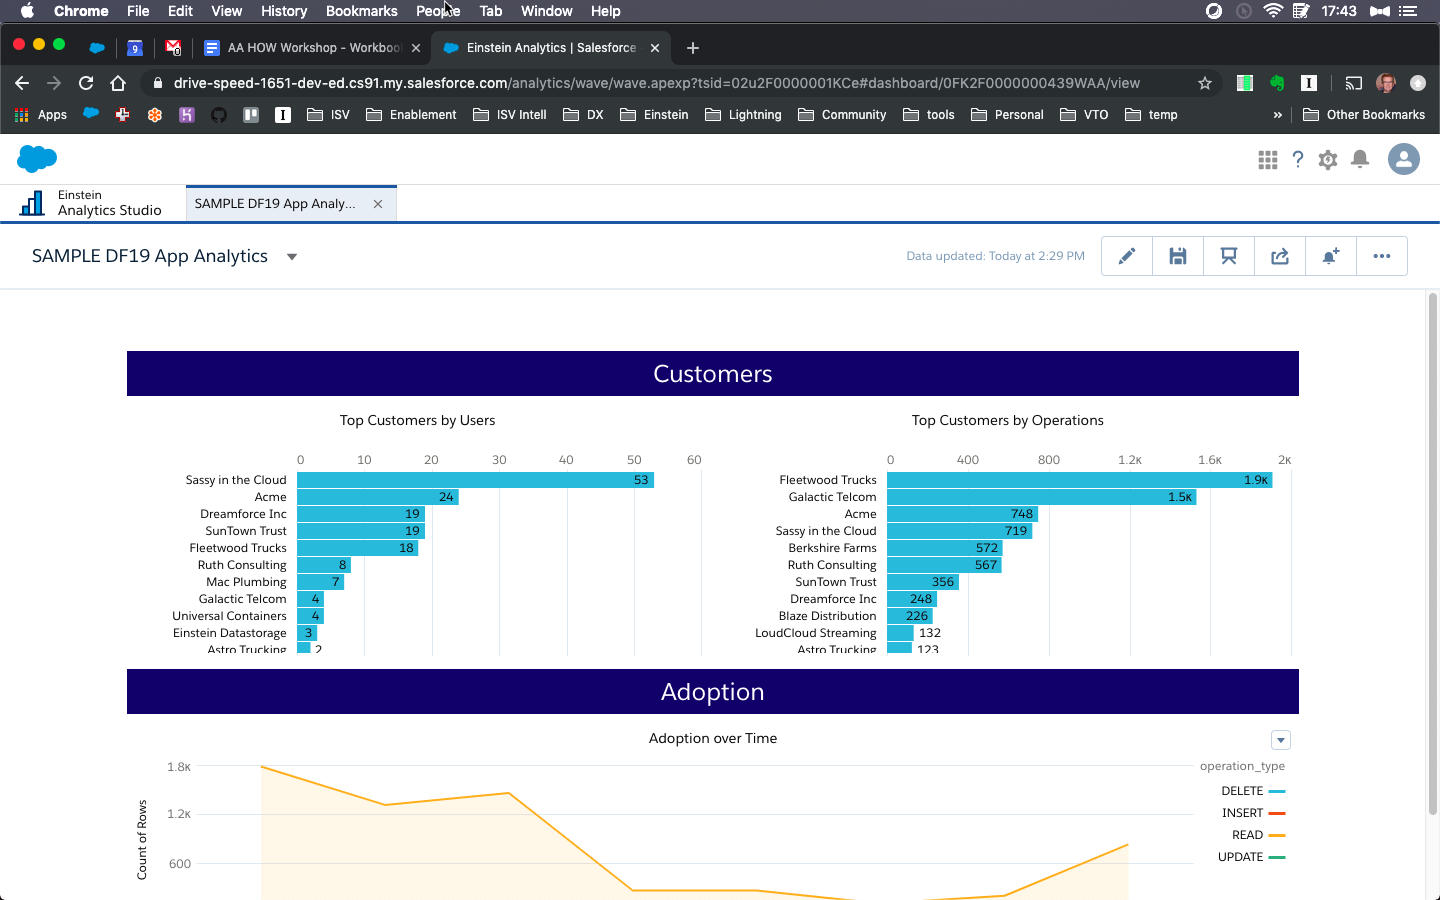 Chrome File Edit View History Bookmarks People Tab Window Help 17:43
9 0 AA HOW Workshop - Workboo Einstein Analytics | Salesforce
drive-speed-1651-dev-ed.cs91.my.salesforce.com/analytics/wave/wave.apexp?tsid=02u2F0000001KCe#dashboard/0FK2F0000000439WAA/view
Apps ISV Enablement ISV Intell DX Einstein Lightning Community tools Personal VTO temp » Other Bookmarks
Einstein
Analytics Studio
SAMPLE DF19 App Analy...
SAMPLE DF19 App Analytics
Data updated: Today at 2:29 PM
Customers
Top Customers by Users
0 10 20 30 40 50 60
Sassy in the Cloud 53
Acme 24
Dreamforce Inc 19
SunTown Trust 19
Fleetwood Trucks 18
Ruth Consulting 8
Mac Plumbing 7
Galactic Telcom 4
Universal Containers 4
Einstein Datastorage 3
Astro Trucking 2
Top Customers by Operations
0 400 800 1.2K 1.6K 2K
Fleetwood Trucks 1.9K
Galactic Telcom 1.5K
Acme 748
Sassy in the Cloud 719
Berkshire Farms 572
Ruth Consulting 567
SunTown Trust 356
Dreamforce Inc 248
Blaze Distribution 226
LoudCloud Streaming 132
Astro Trucking 123
Adoption
Adoption over Time
Count of Rows
1.8K
1.2K
600
operation_type
DELETE
INSERT
READ
UPDATE